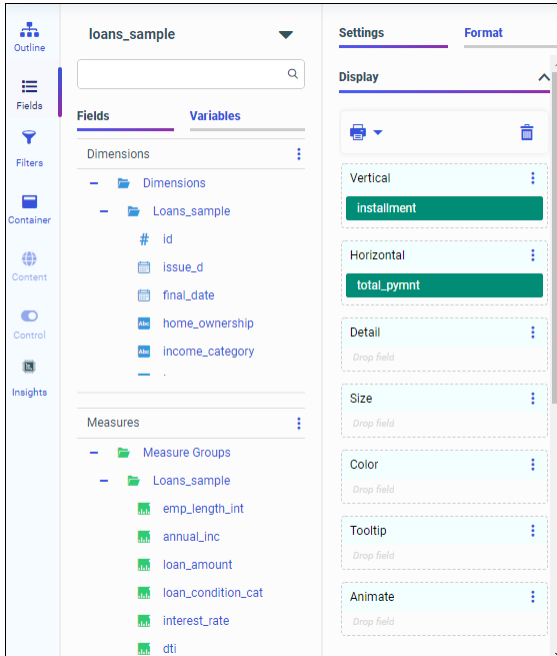 Outline
Fields
Filters
Container
Content
Control
Insights
loans_sample
Fields
Variables
Dimensions
Dimensions
Loans_sample
# id
issue_d
final_date
Abc home_ownership
Abc income_category
Measures
Measure Groups
Loans_sample
emp_length_int
annual_inc
loan_amount
loan_condition_cat
interest_rate
dti
Settings
Format
Display
Vertical
installment
Horizontal
total_pymnt
Detail
Drop field
Size
Drop field
Color
Drop field
Tooltip
Drop field
Animate
Drop field